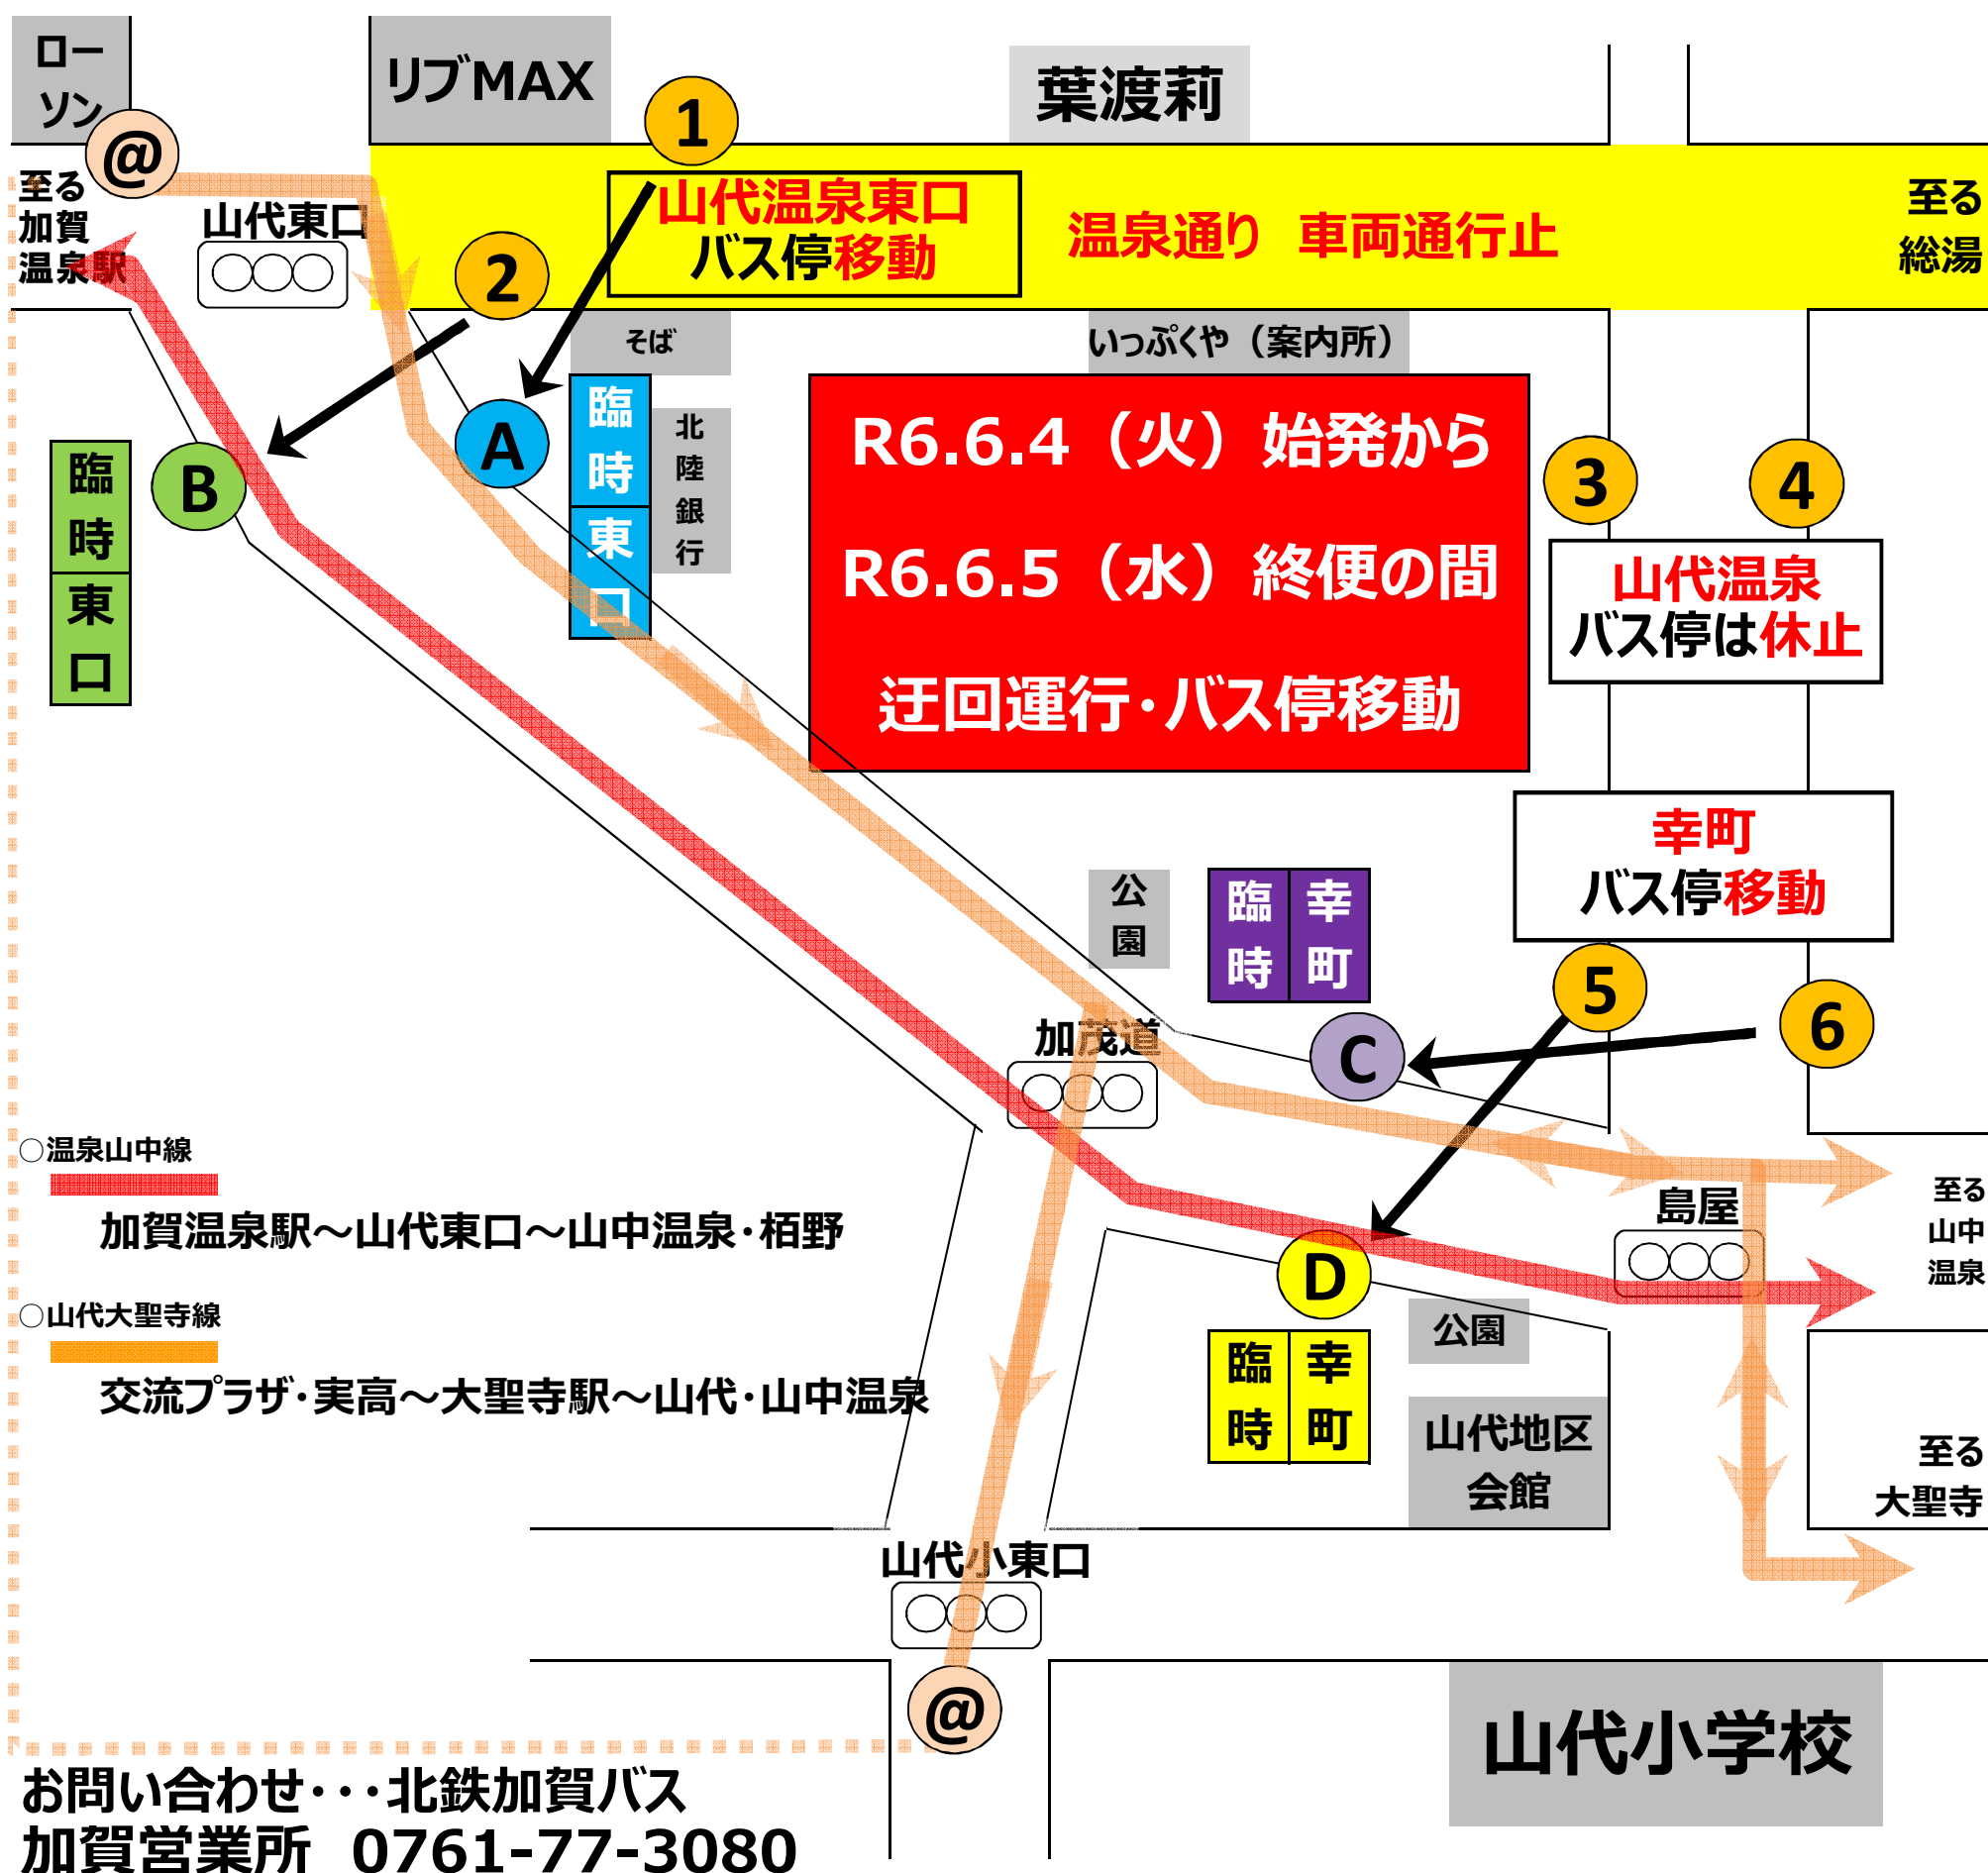 ロー
ソン
リブMAX
葉渡莉
1
@
至る
加賀
温泉駅
山代東口
2
山代温泉東口
バス停移動
温泉通り　車両通行止
至る
総湯
そば
いっぷくや（案内所）
A
臨時東口
北陸銀行
B
臨時東口
R6.6.4（火）始発から
R6.6.5（水）終便の間
迂回運行・バス停移動
3
4
山代温泉
バス停は休止
幸町
バス停移動
公園
臨時
幸町
5
6
C
加茂道
○温泉山中線
加賀温泉駅～山代東口～山中温泉・栢野
○山代大聖寺線
交流プラザ・実高～大聖寺駅～山代・山中温泉
島屋
至る
山中
温泉
D
臨時
幸町
公園
山代地区
会館
至る
大聖寺
山代小東口
@
山代小学校
お問い合わせ・・・北鉄加賀バス
加賀営業所　0761-77-3080